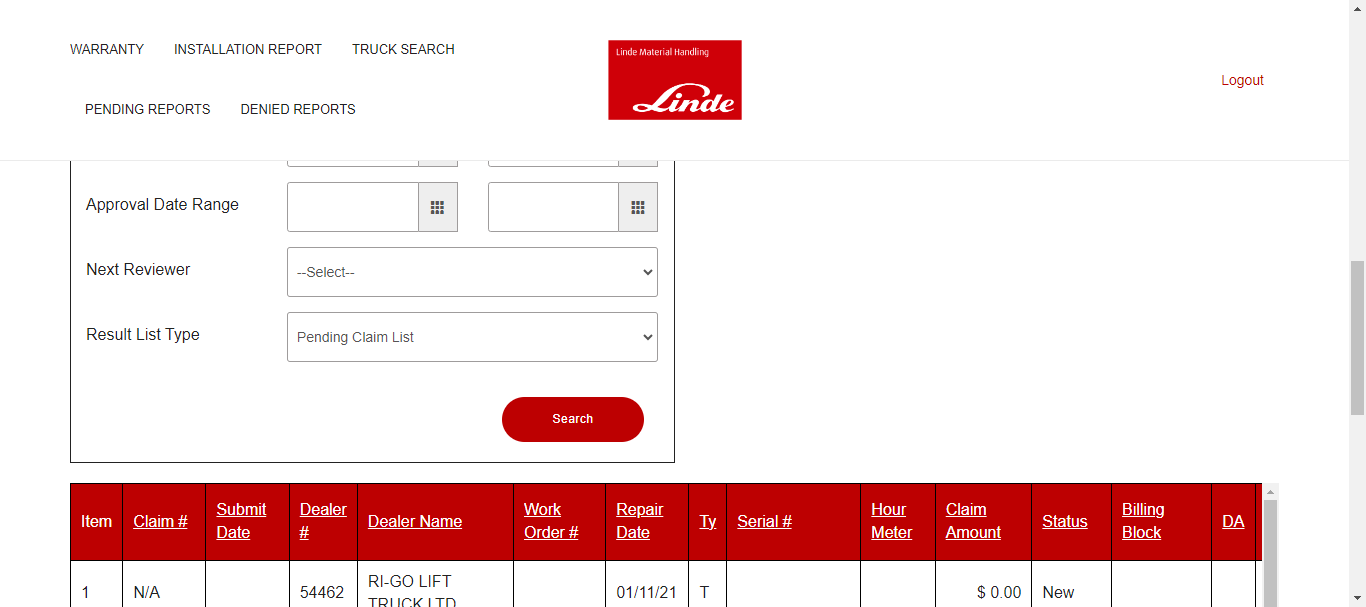 WARRANTY INSTALLATION REPORT TRUCK SEARCH
PENDING REPORTS DENIED REPORTS
Linde Material Handling
Linde
Logout
Approval Date Range
Next Reviewer --Select--
Result List Type Pending Claim List
Search
Item Claim # Submit Date Dealer # Dealer Name Work Order # Repair Date Ty Serial # Hour Meter Claim Amount Status Billing Block DA
1 N/A 54462 RI-GO LIFT TRUCK LTD 01/11/21 T $ 0.00 New